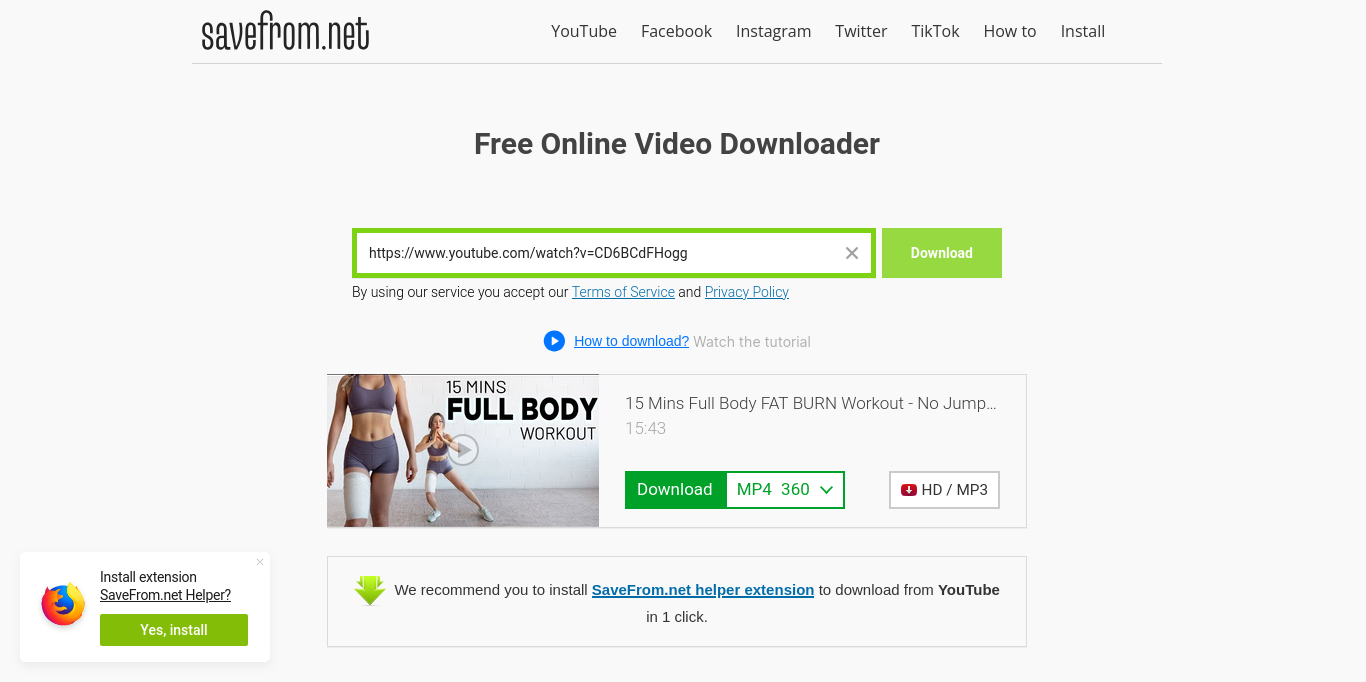 savefrom.net
YouTube Facebook Instagram Twitter TikTok How to Install
Free Online Video Downloader
https://www.youtube.com/watch?v=CD6BCdFHogg
Download
By using our service you accept our Terms of Service and Privacy Policy
How to download? Watch the tutorial
15 MINS
FULL BODY
WORKOUT
15 Mins Full Body FAT BURN Workout - No Jump...
15:43
Download MP4 360
HD / MP3
We recommend you to install SaveFrom.net helper extension to download from YouTube
in 1 click.
Install extension
SaveFrom.net Helper?
Yes, install